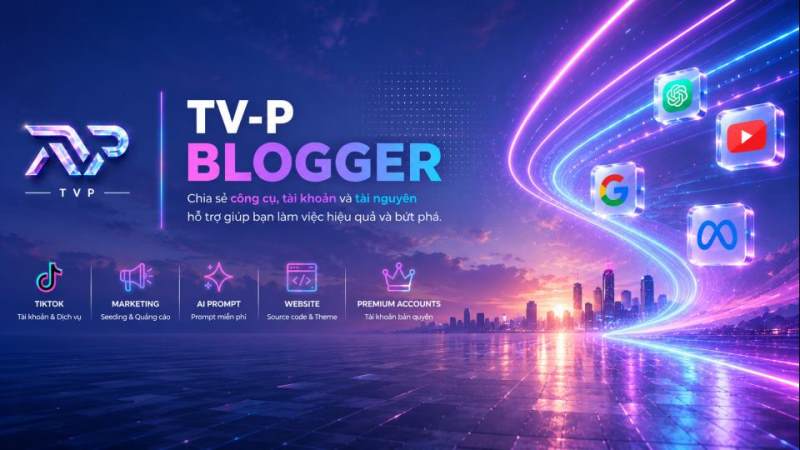 TVP
TVP
TV-P
BLOGGER
Chia sẻ công cụ, tài khoản và tài nguyên
hỗ trợ giúp bạn làm việc hiệu quả và bứt phá.
TIKTOK
Tài khoản & Dịch vụ
MARKETING
Seeding & Quảng cáo
AI PROMPT
Prompt miễn phí
WEBSITE
Source code & Theme
PREMIUM ACCOUNTS
Tài khoản bản quyền